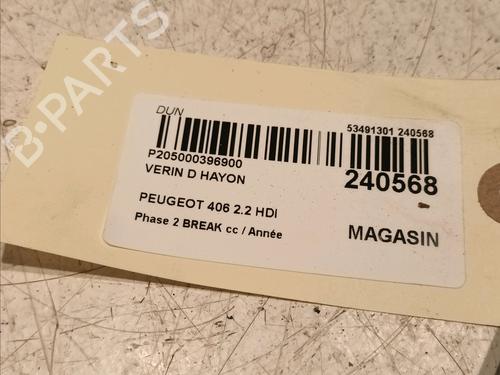 B-PARTS
DUN
53491301 240568
P205000396900
VERIN D HAYON
240568
PEUGEOT 406 2.2 HDI
Phase 2 BREAK cc / Année
MAGASIN